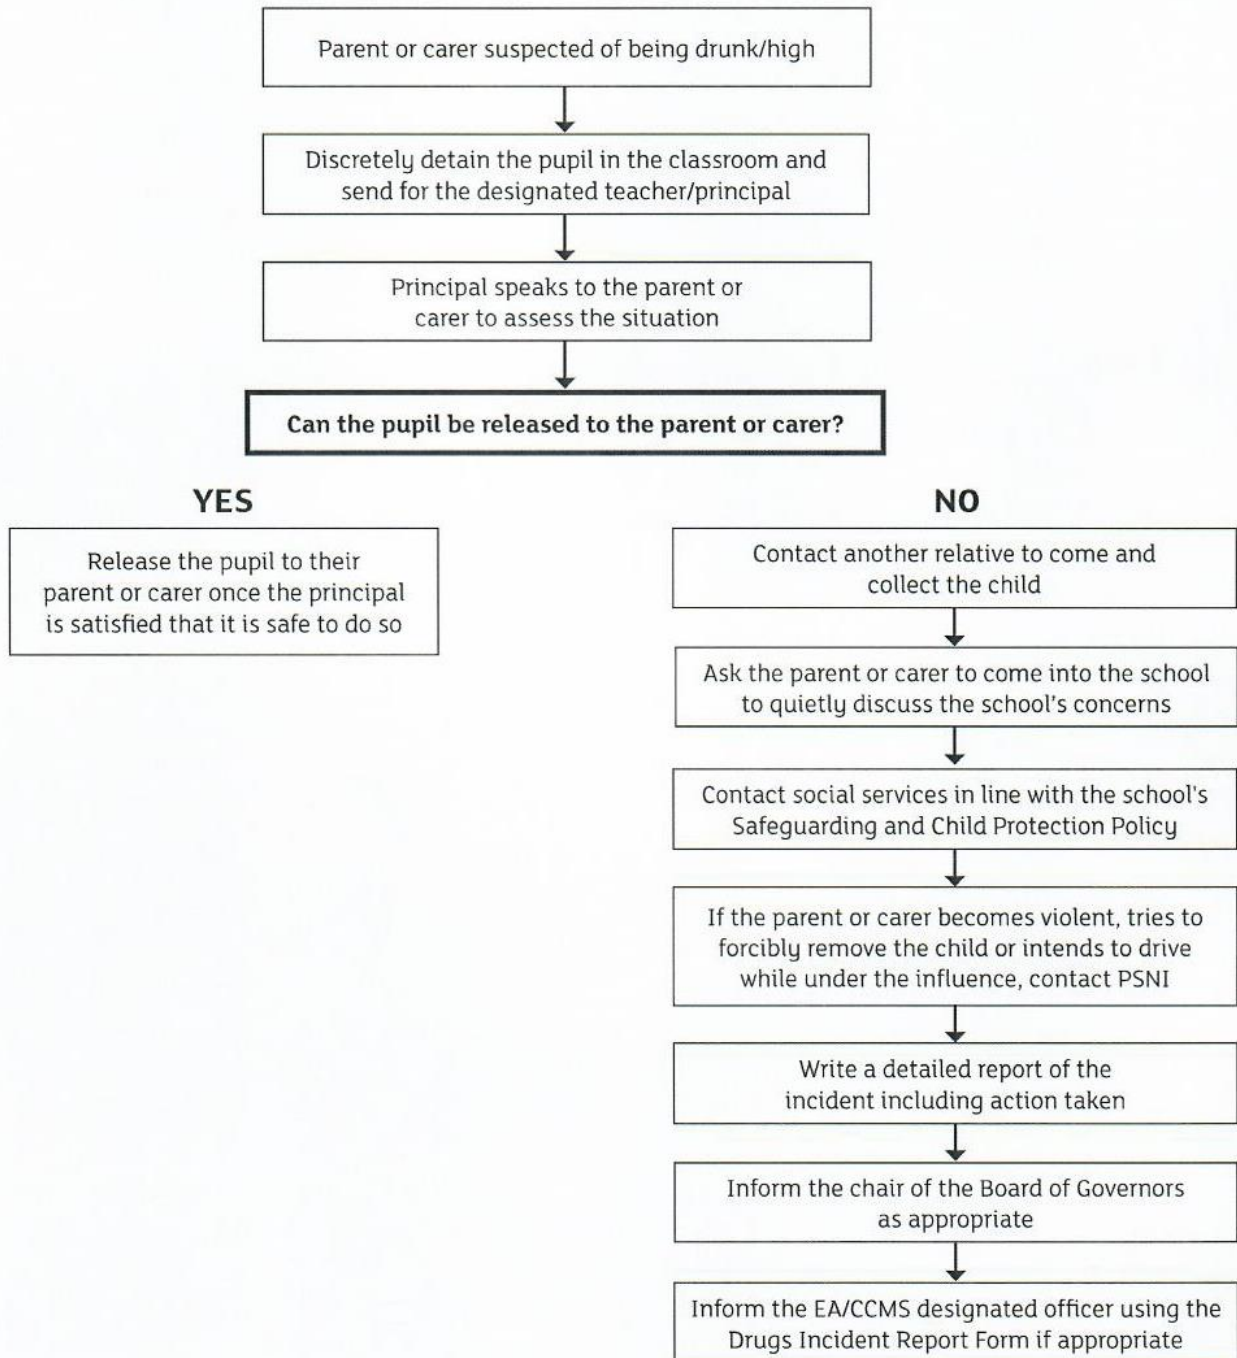 Parent or carer suspected of being drunk/high
Discretely detain the pupil in the classroom and
send for the designated teacher/principal
Principal speaks to the parent or
carer to assess the situation
Can the pupil be released to the parent or carer?
YES
Release the pupil to their
parent or carer once the principal
is satisfied that it is safe to do so
NO
Contact another relative to come and
collect the child
Ask the parent or carer to come into the school
to quietly discuss the school's concerns
Contact social services in line with the school's
Safeguarding and Child Protection Policy
If the parent or carer becomes violent, tries to
forcibly remove the child or intends to drive
while under the influence, contact PSNI
Write a detailed report of the
incident including action taken
Inform the chair of the Board of Governors
as appropriate
Inform the EA/CCMS designated officer using the
Drugs Incident Report Form if appropriate